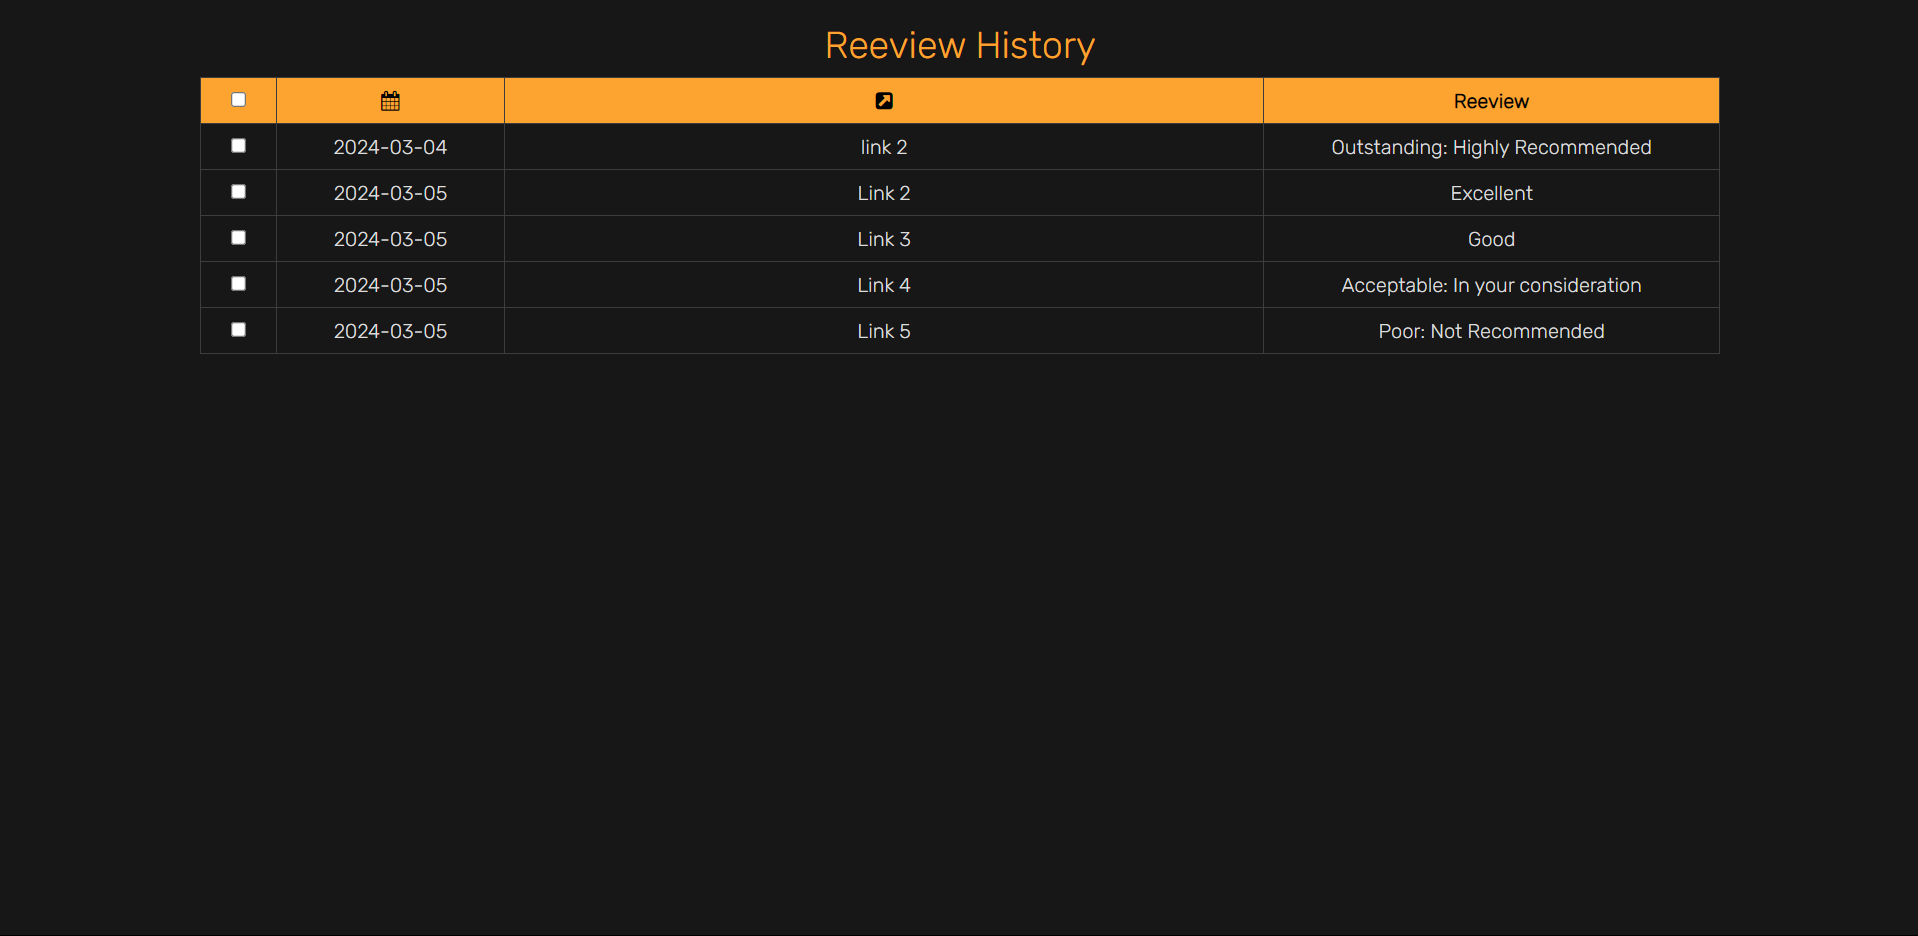 Reeview History
Reeview
2024-03-04 link 2 Outstanding: Highly Recommended
2024-03-05 Link 2 Excellent
2024-03-05 Link 3 Good
2024-03-05 Link 4 Acceptable: In your consideration
2024-03-05 Link 5 Poor: Not Recommended